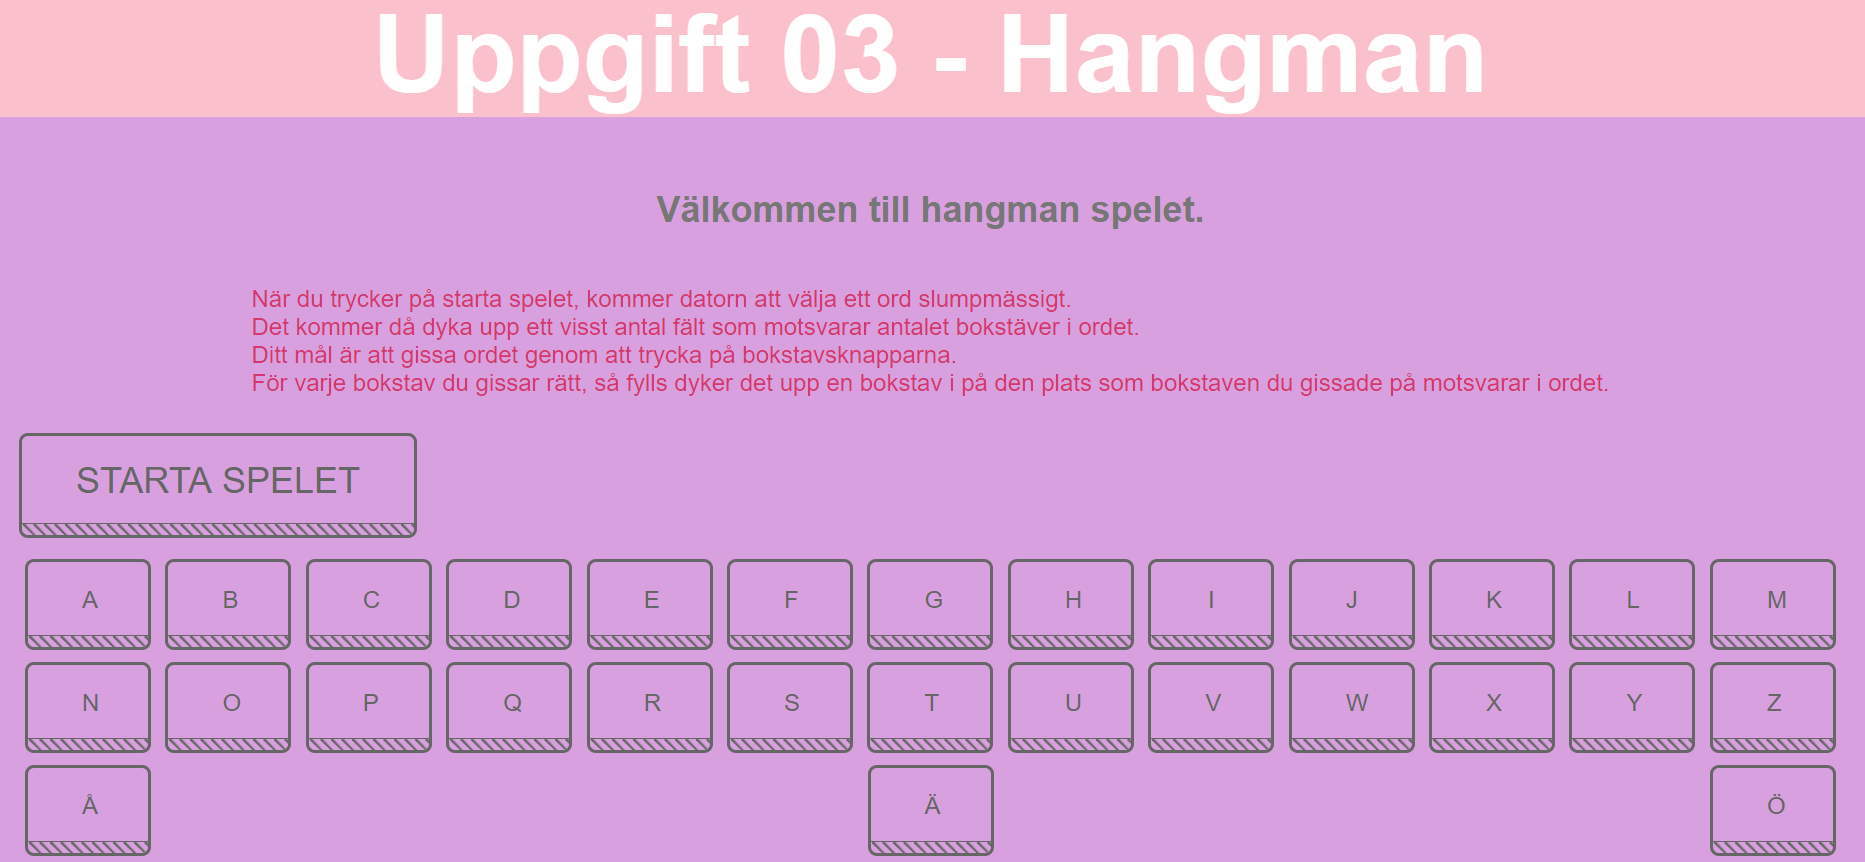 Uppgift 03 - Hangman
Välkommen till hangman spelet.
När du trycker på starta spelet, kommer datorn att välja ett ord slumpmässigt.
Det kommer då dyka upp ett visst antal fält som motsvarar antalet bokstäver i ordet.
Ditt mål är att gissa ordet genom att trycka på bokstavsknapparna.
För varje bokstav du gissar rätt, så fylls dyker det upp en bokstav i på den plats som bokstaven du gissade på motsvarar i ordet.
STARTA SPELET
A B C D E F G H I J K L M
N O P Q R S T U V W X Y Z
Å Ä Ö